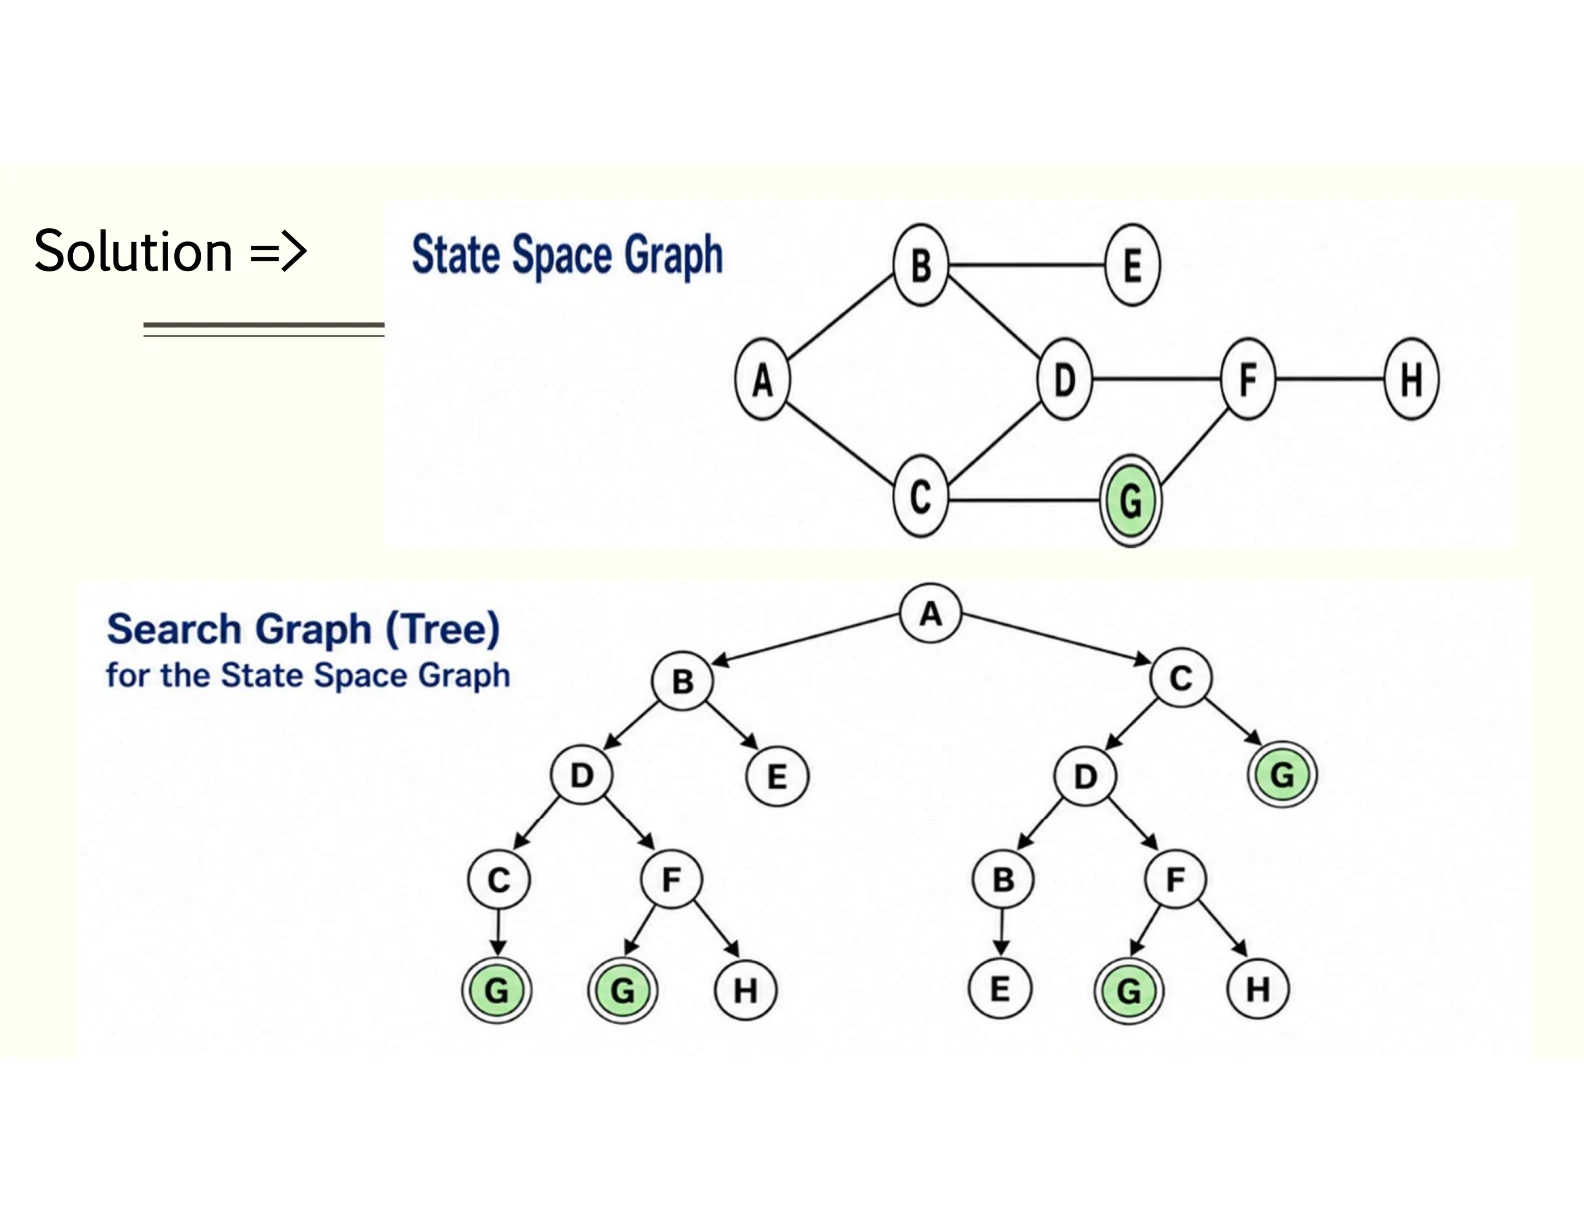 Solution =>
State Space Graph
B E
A D F H
C G
Search Graph (Tree)
for the State Space Graph
A
B C
D E D G
C F B F
G G H E G H